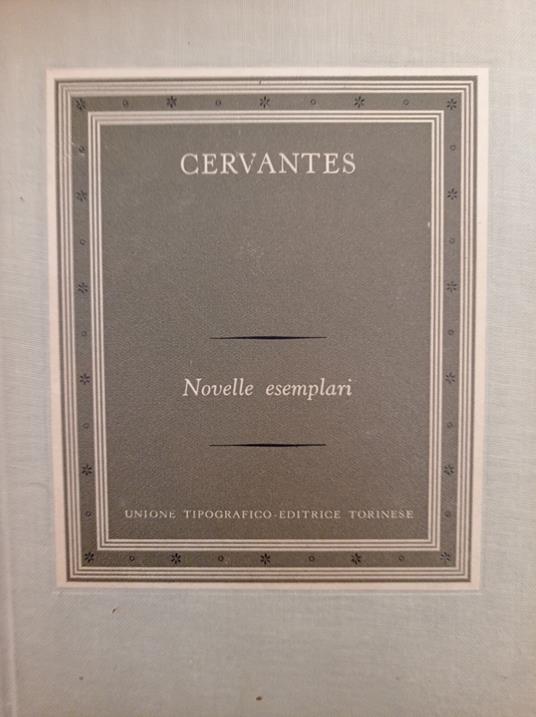 CERVANTES
Novelle esemplari
UNIONE TIPOGRAFICO-EDITRICE TORINESE